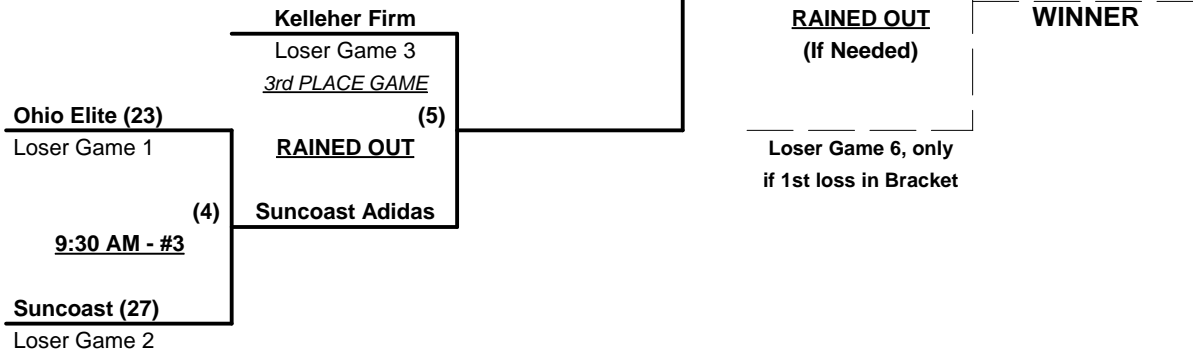 Kelleher Firm
Loser Game 3
3rd PLACE GAME
(5)
RAINED OUT
Ohio Elite (23)
Loser Game 1
(4)
9:30 AM - #3
Suncoast Adidas
Suncoast (27)
Loser Game 2
RAINED OUT
(If Needed)
WINNER
Loser Game 6, only
if 1st loss in Bracket